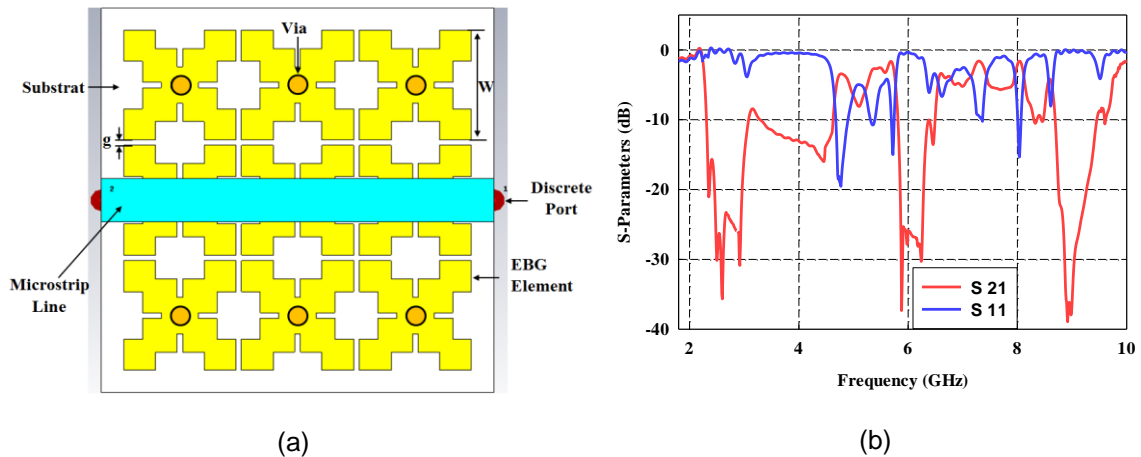 Via
Substrat
W
g
2
1
Discrete
Port
Microstrip
Line
EBG
Element
(a)
S-Parameters (dB)
0
-10
-20
-30
-40
2
4
6
8
10
Frequency (GHz)
S 21
S 11
(b)